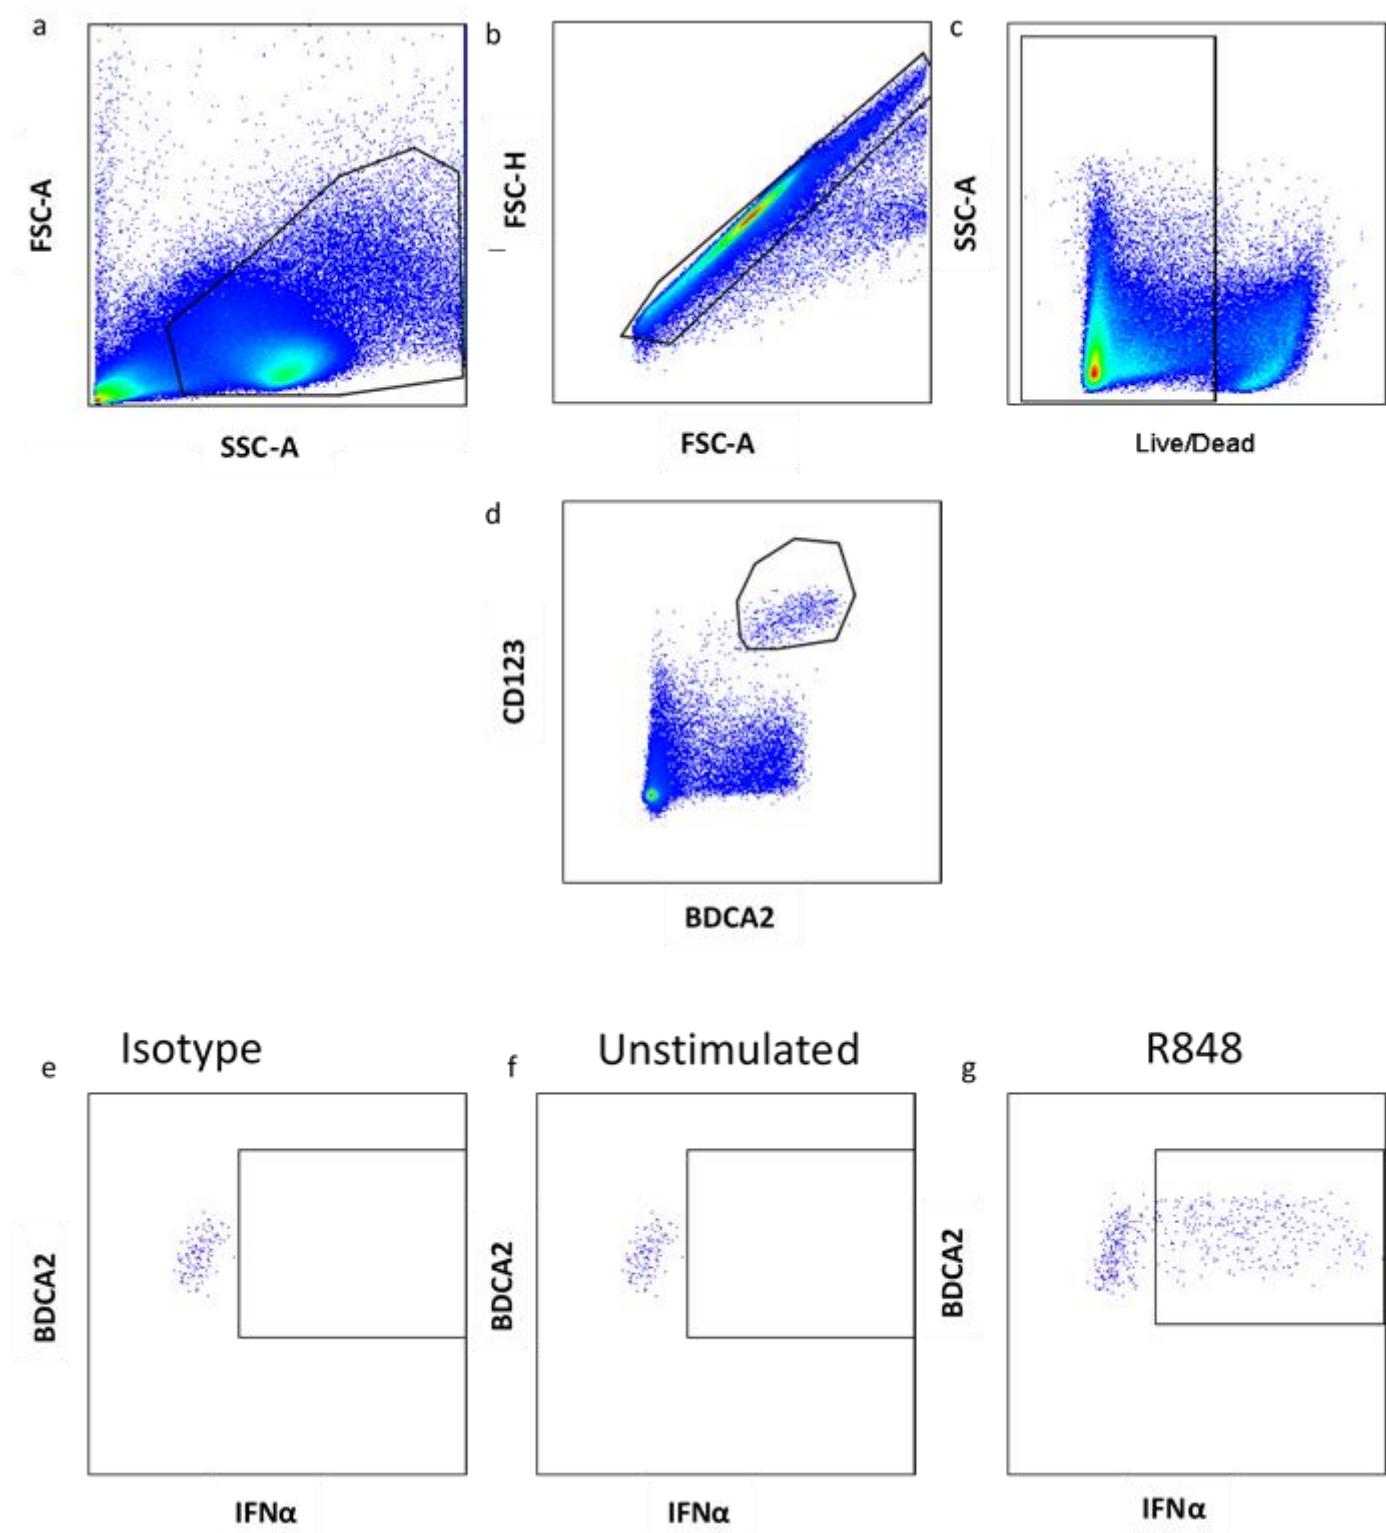 a
b
c
FSC-A
FSC-H
SSC-A
SSC-A
FSC-A
Live/Dead
d
CD123
BDCA2
Isotype
Unstimulated
R848
e
f
g
BDCA2
BDCA2
BDCA2
IFNα
IFNα
IFNα